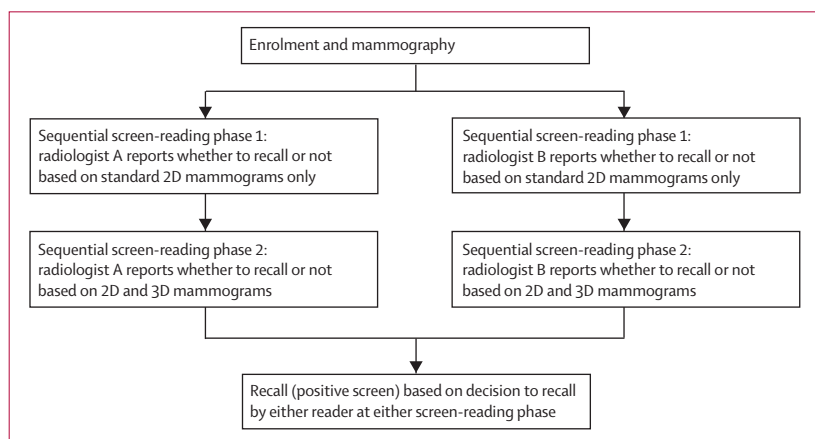 Enrolment and mammography
Sequential screen-reading phase 1:
radiologist A reports whether to recall or not
based on standard 2D mammograms only
Sequential screen-reading phase 1:
radiologist B reports whether to recall or not
based on standard 2D mammograms only
Sequential screen-reading phase 2:
radiologist A reports whether to recall or not
based on 2D and 3D mammograms
Sequential screen-reading phase 2:
radiologist B reports whether to recall or not
based on 2D and 3D mammograms
Recall (positive screen) based on decision to recall
by either reader at either screen-reading phase